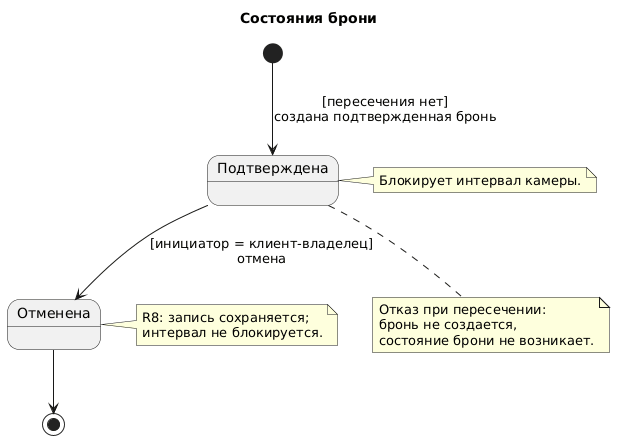 Состояния брони
[пересечения нет]
создана подтвержденная бронь
Подтверждена
Блокирует интервал камеры.
[инициатор = клиент-владелец]
отмена
Отменена
R8: запись сохраняется;
интервал не блокируется.
Отказ при пересечении:
бронь не создается,
состояние брони не возникает.